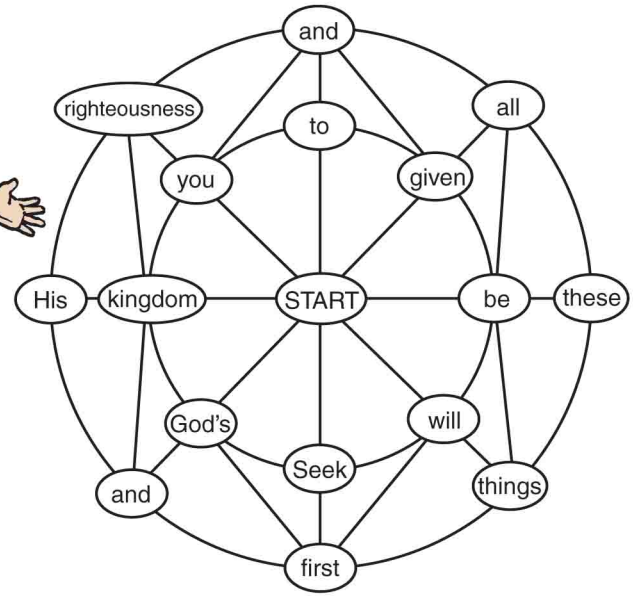 and
righteousness
all
to
you
given
His
kingdom
START
be
these
God's
will
Seek
and
things
first